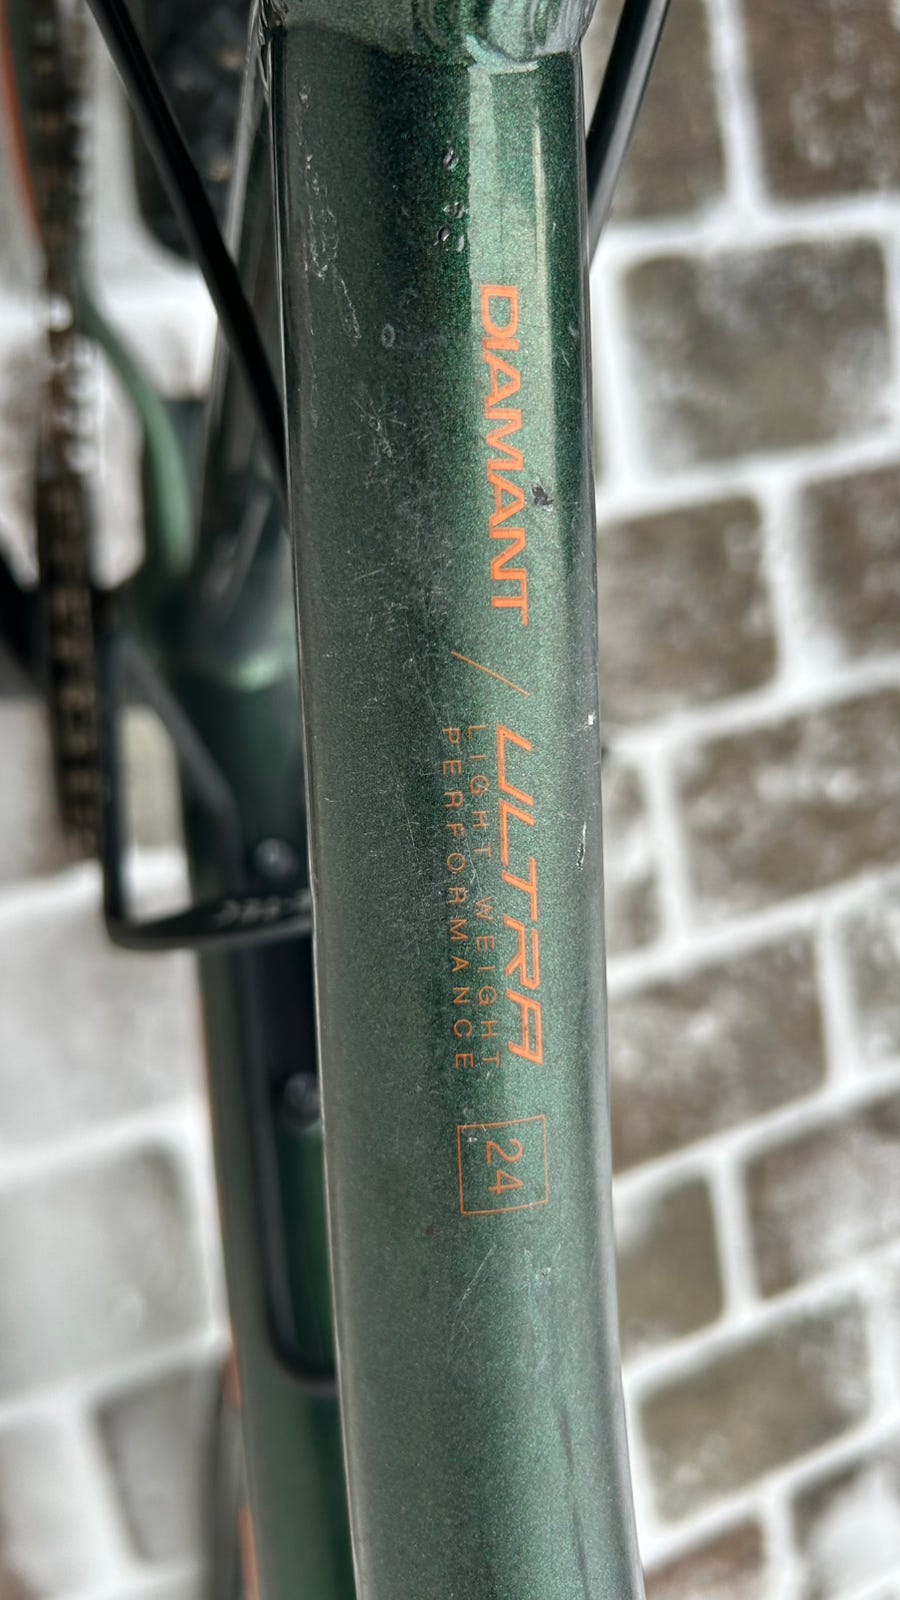 DIAMANT / ULTRA
LIGHT WEIGHT
PERFORMANCE
24